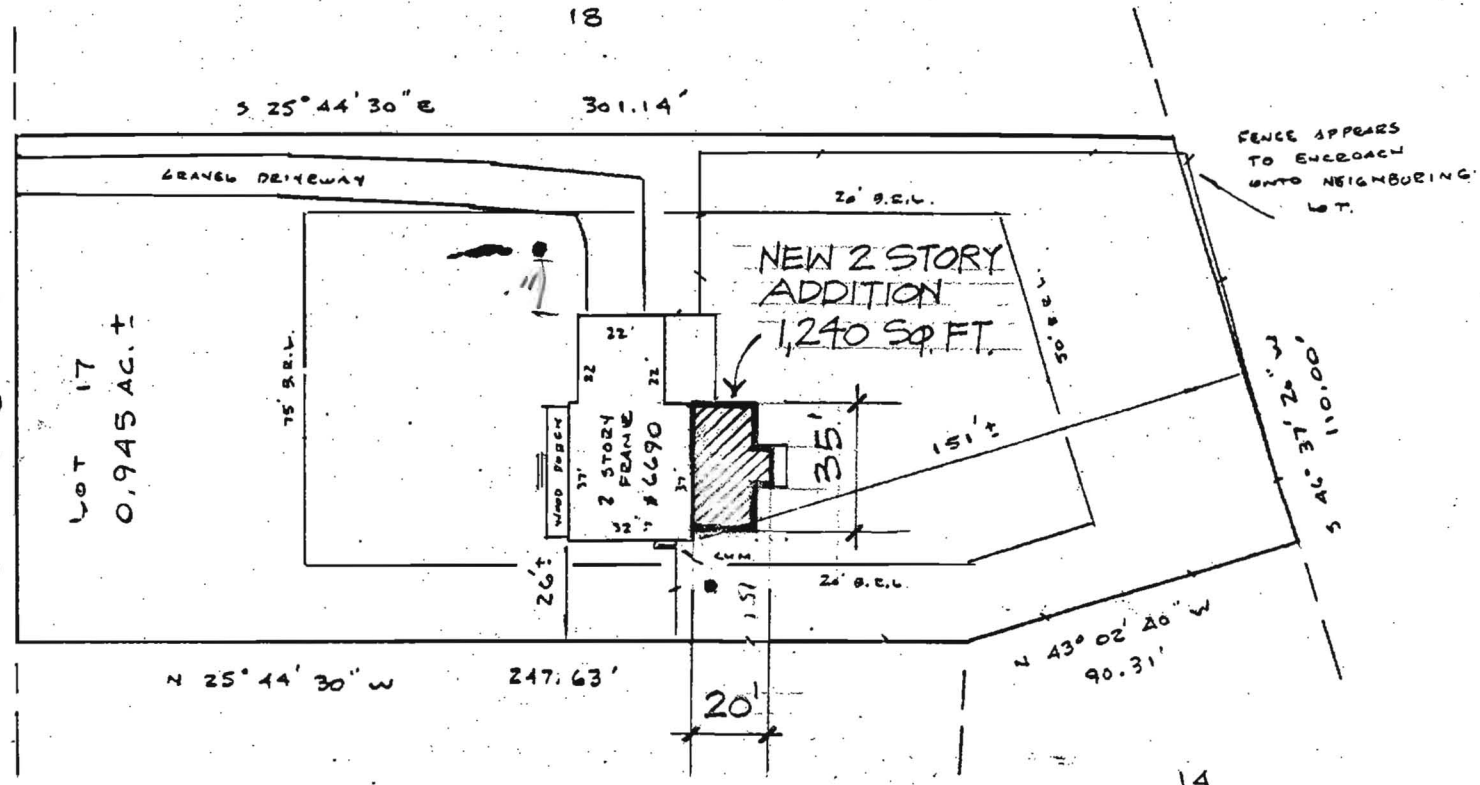 18
S 25° 44' 30" E 301.14'
FENCE APPEARS
TO ENCROACH
ONTO NEIGHBORING
LOT.
GRAVEL DRIVEWAY
20' B.R.L.
NEW 2 STORY
ADDITION
1,240 SQ. FT.
LOT 17
0.945 AC. ±
75' B.R.L.
22'
22
22'
WOOD PORCH
37'
2 STORY
FRAME
# 6690
37'
32'
35'
50' B.R.L.
151' ±
S 46° 37' 20" W
110.00'
26' ±
CHM.
20' B.R.L.
151
N 25° 44' 30" W 247.63'
20'
N 43° 02' 40" W
90.31'
14